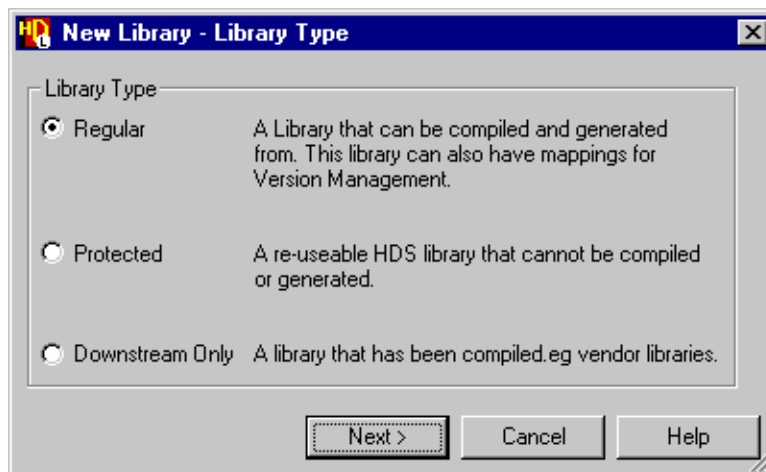 HD L New Library - Library Type
Library Type
Regular A Library that can be compiled and generated
from. This library can also have mappings for
Version Management.
Protected A re-useable HDS library that cannot be compiled
or generated.
Downstream Only A library that has been compiled.eg vendor libraries.
Next > Cancel Help